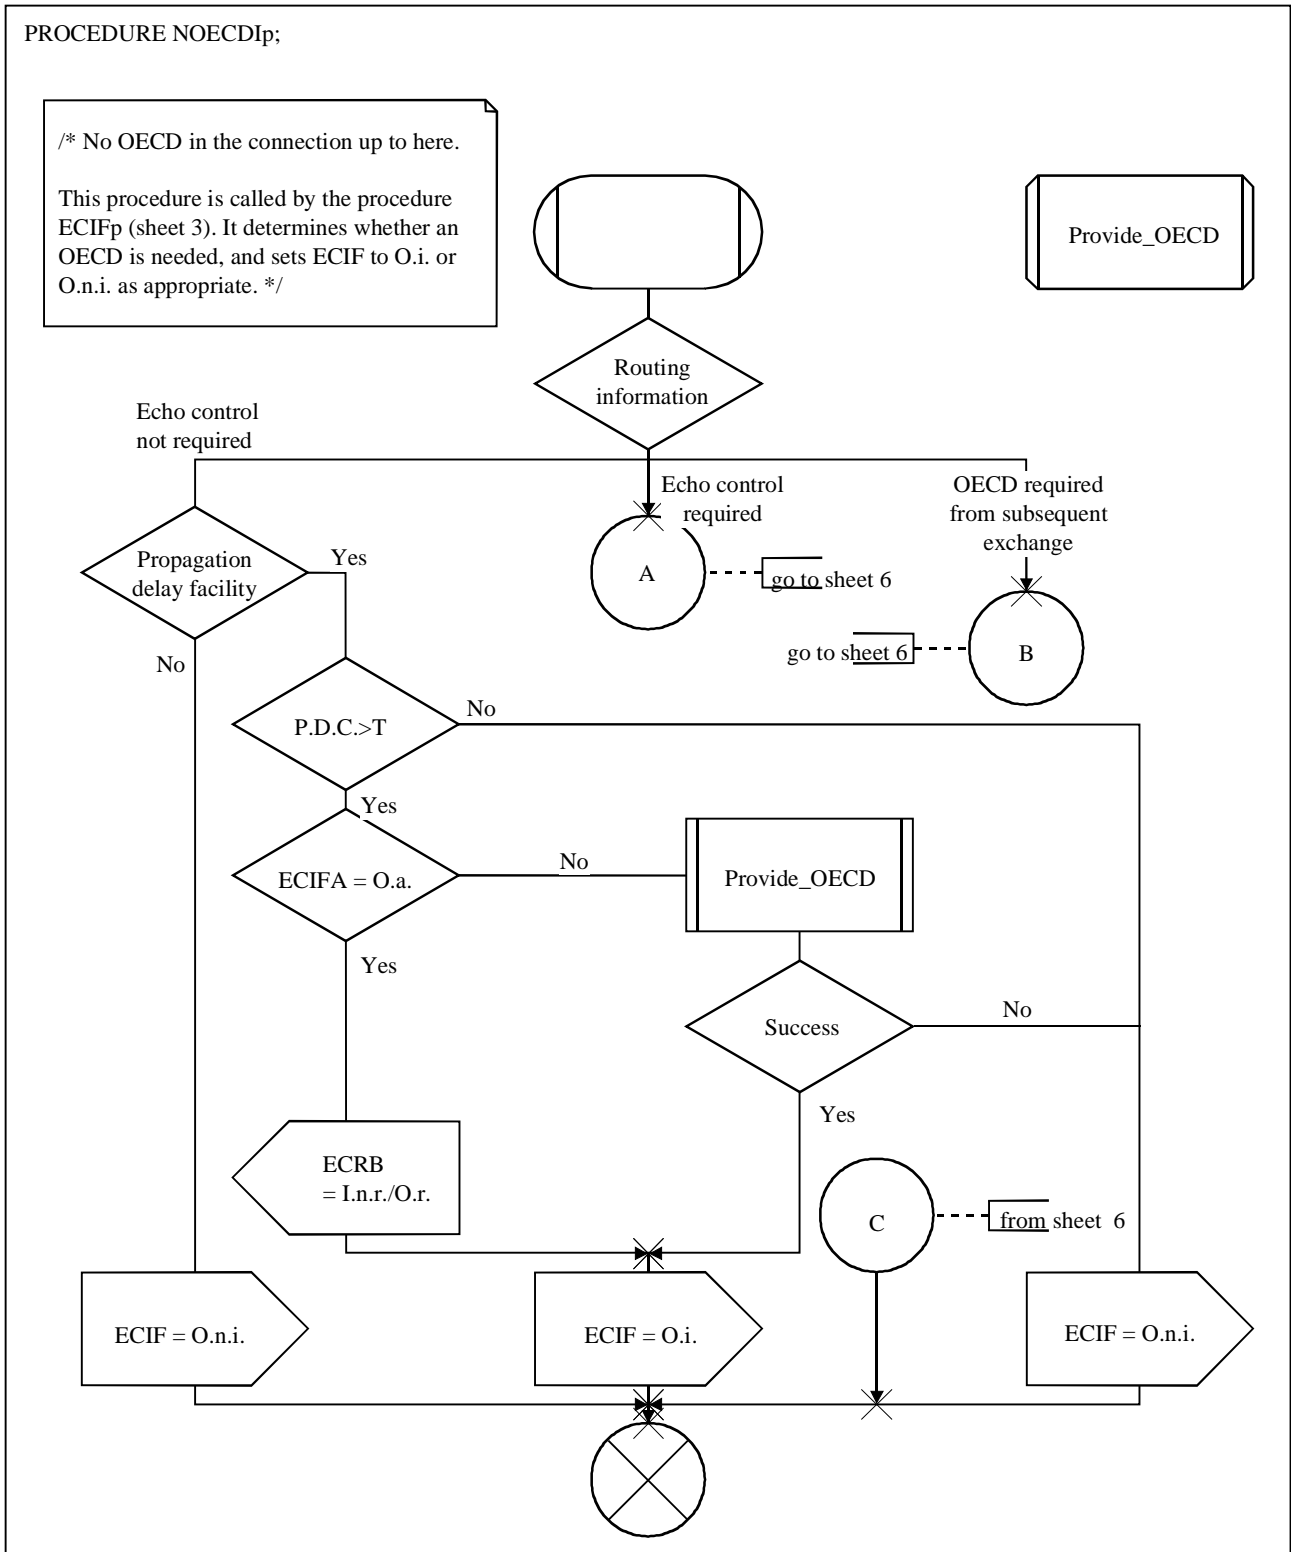 PROCEDURE NOECDIp;
/* No OECD in the connection up to here.
This procedure is called by the procedure
ECIFp (sheet 3). It determines whether an
OECD is needed, and sets ECIF to O.i. or
O.n.i. as appropriate. */
Provide_OECD
Routing
information
Echo control
not required
Echo control
required
OECD required
from subsequent
exchange
Propagation
delay facility
Yes
A
go to sheet 6
No
go to sheet 6
B
P.D.C.>T
No
Yes
ECIFA = O.a.
No
Provide_OECD
Yes
Success
No
Yes
ECRB
= I.n.r./O.r.
C
from sheet 6
ECIF = O.n.i.
ECIF = O.i.
ECIF = O.n.i.